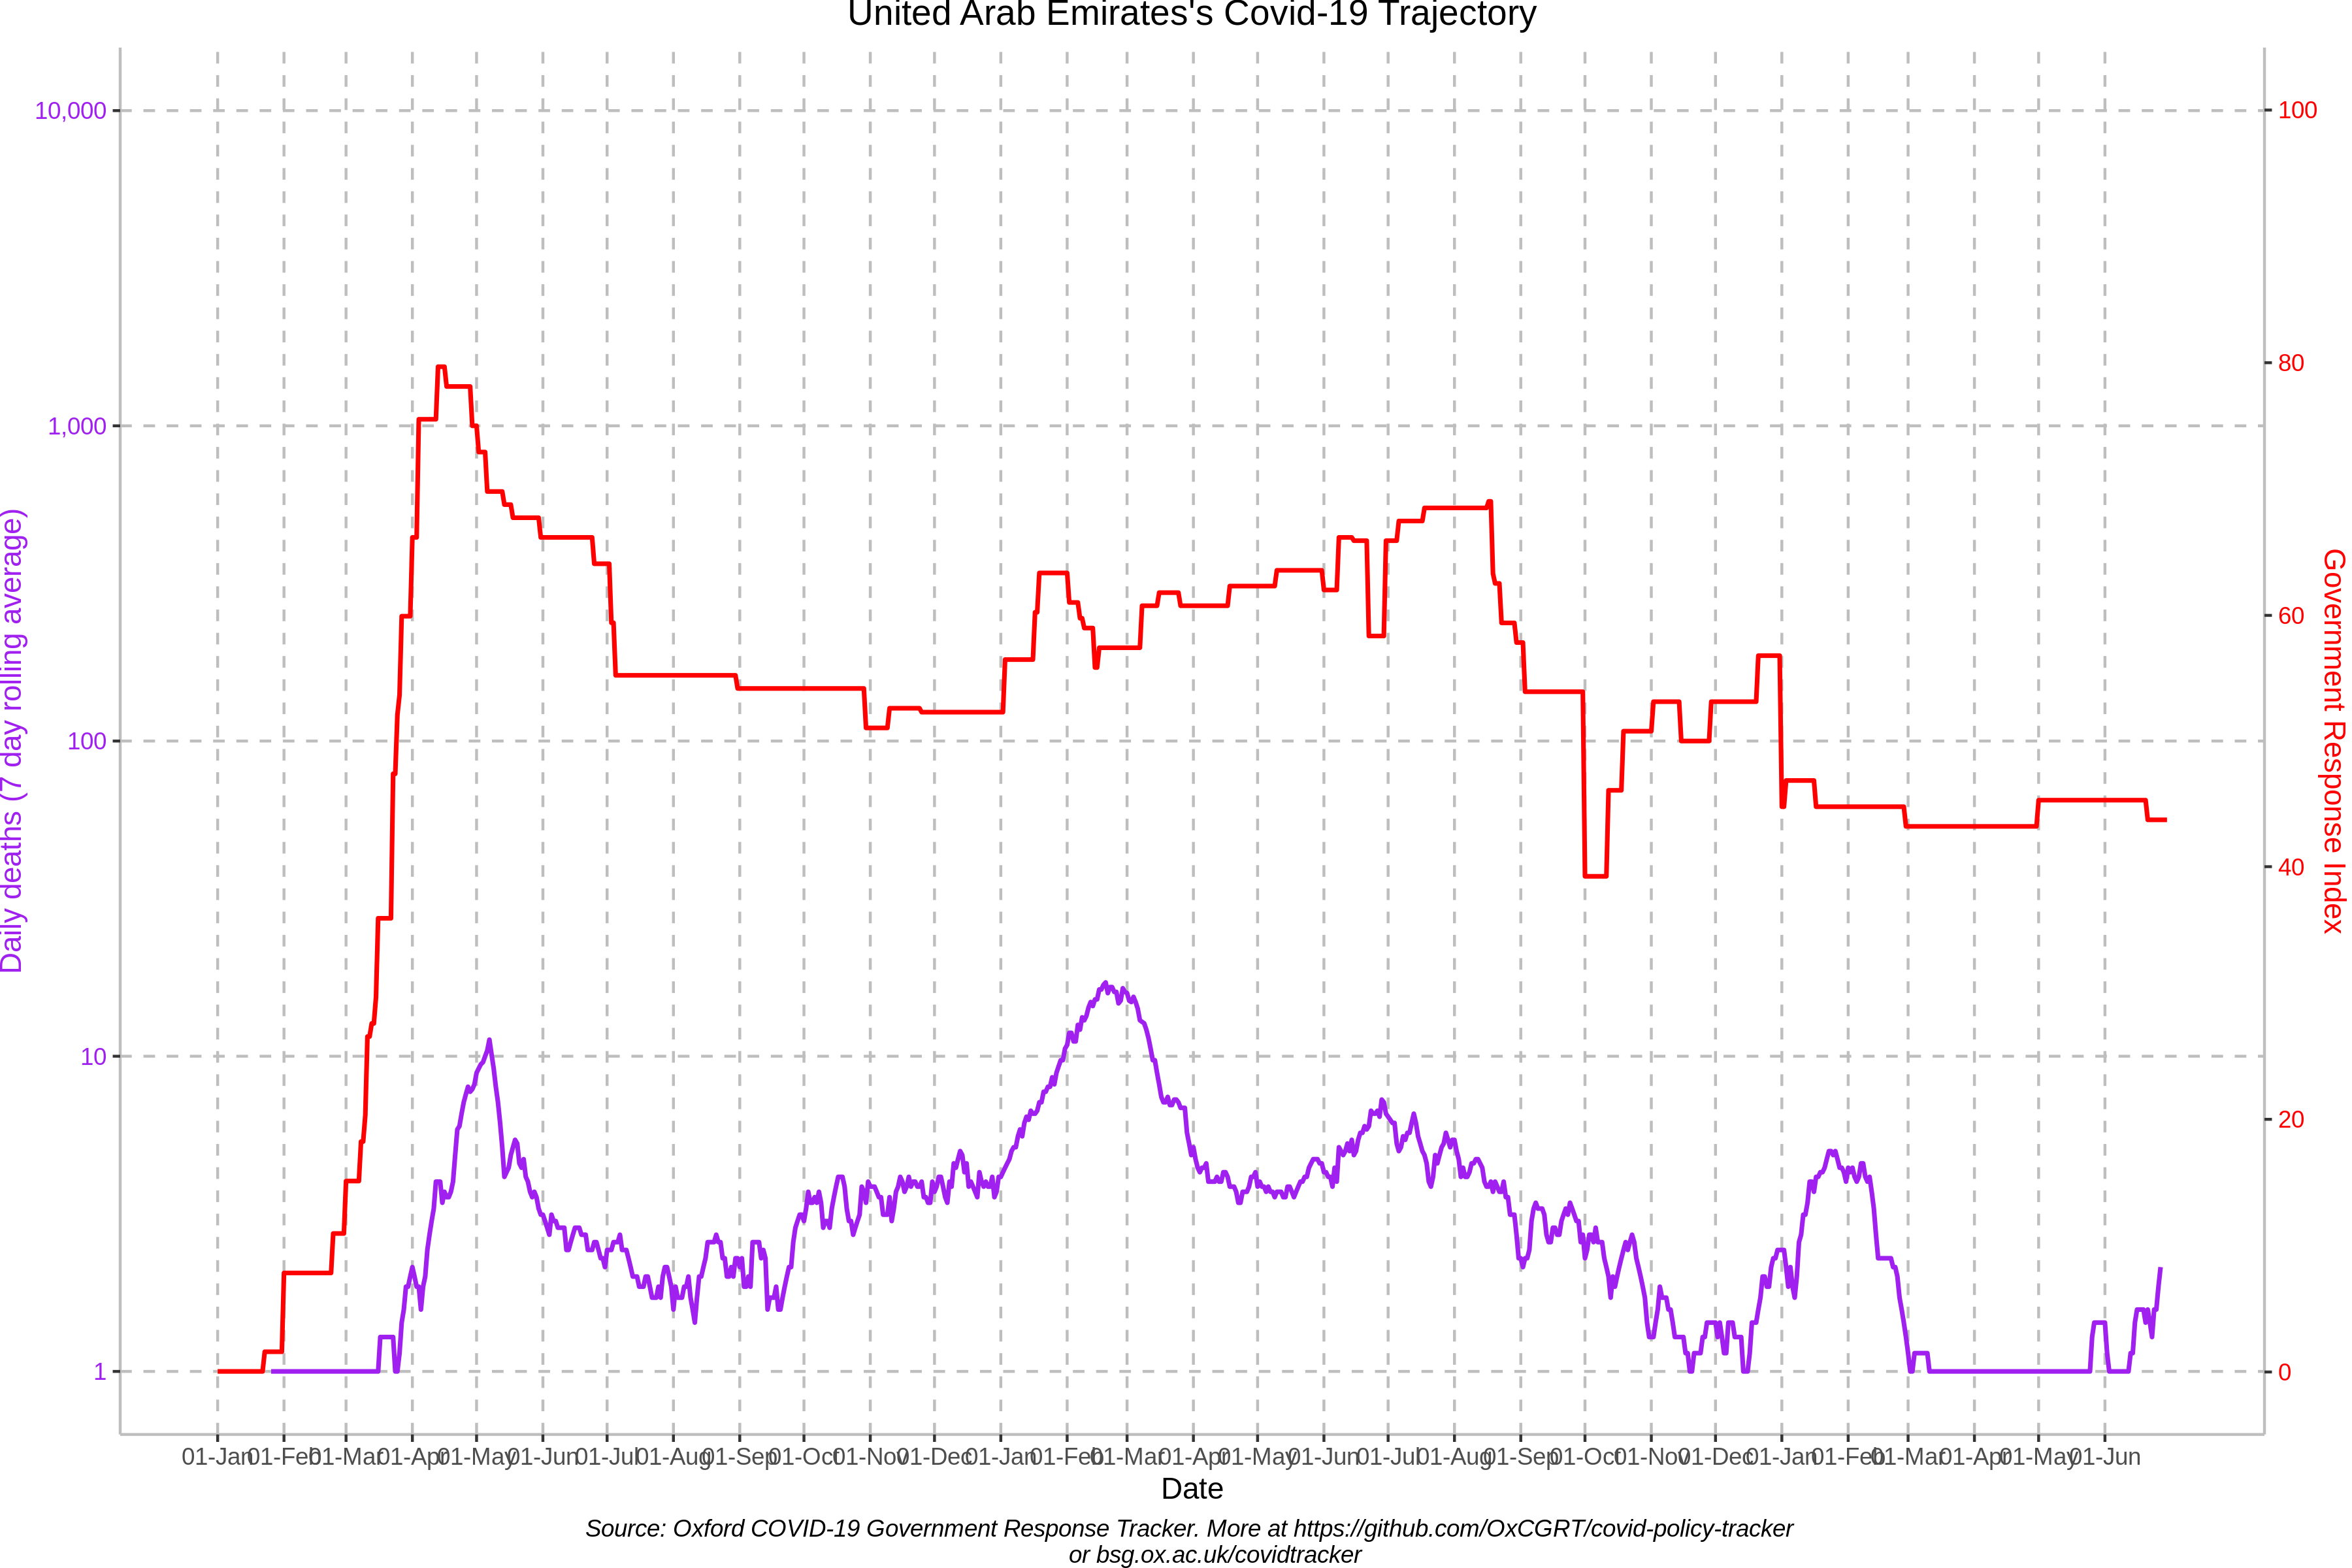 United Arab Emirates's Covid-19 Trajectory
10,000
1,000
100
10
1
Daily deaths (7 day rolling average)
100
80
60
40
20
0
Government Response Index
01-Jan 01-Feb 01-Mar 01-Apr 01-May 01-Jun 01-Jul 01-Aug 01-Sep 01-Oct 01-Nov 01-Dec 01-Jan 01-Feb 01-Mar 01-Apr 01-May 01-Jun 01-Jul 01-Aug 01-Sep 01-Oct 01-Nov 01-Dec 01-Jan 01-Feb 01-Mar 01-Apr 01-May 01-Jun
Date
Source: Oxford COVID-19 Government Response Tracker. More at https://github.com/OxCGRT/covid-policy-tracker
or bsg.ox.ac.uk/covidtracker